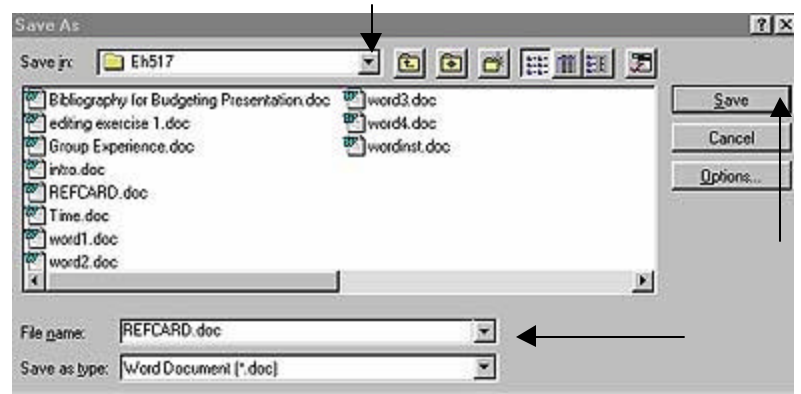 Save As
Save in: Eh517
Bibliography for Budgeting Presentation.doc
editing exercise 1.doc
Group Experience.doc
intro.doc
REFCARD.doc
Time.doc
word1.doc
word2.doc
word3.doc
word4.doc
wordinst.doc
Save
Cancel
Options...
File name: REFCARD.doc
Save as type: Word Document (*.doc)